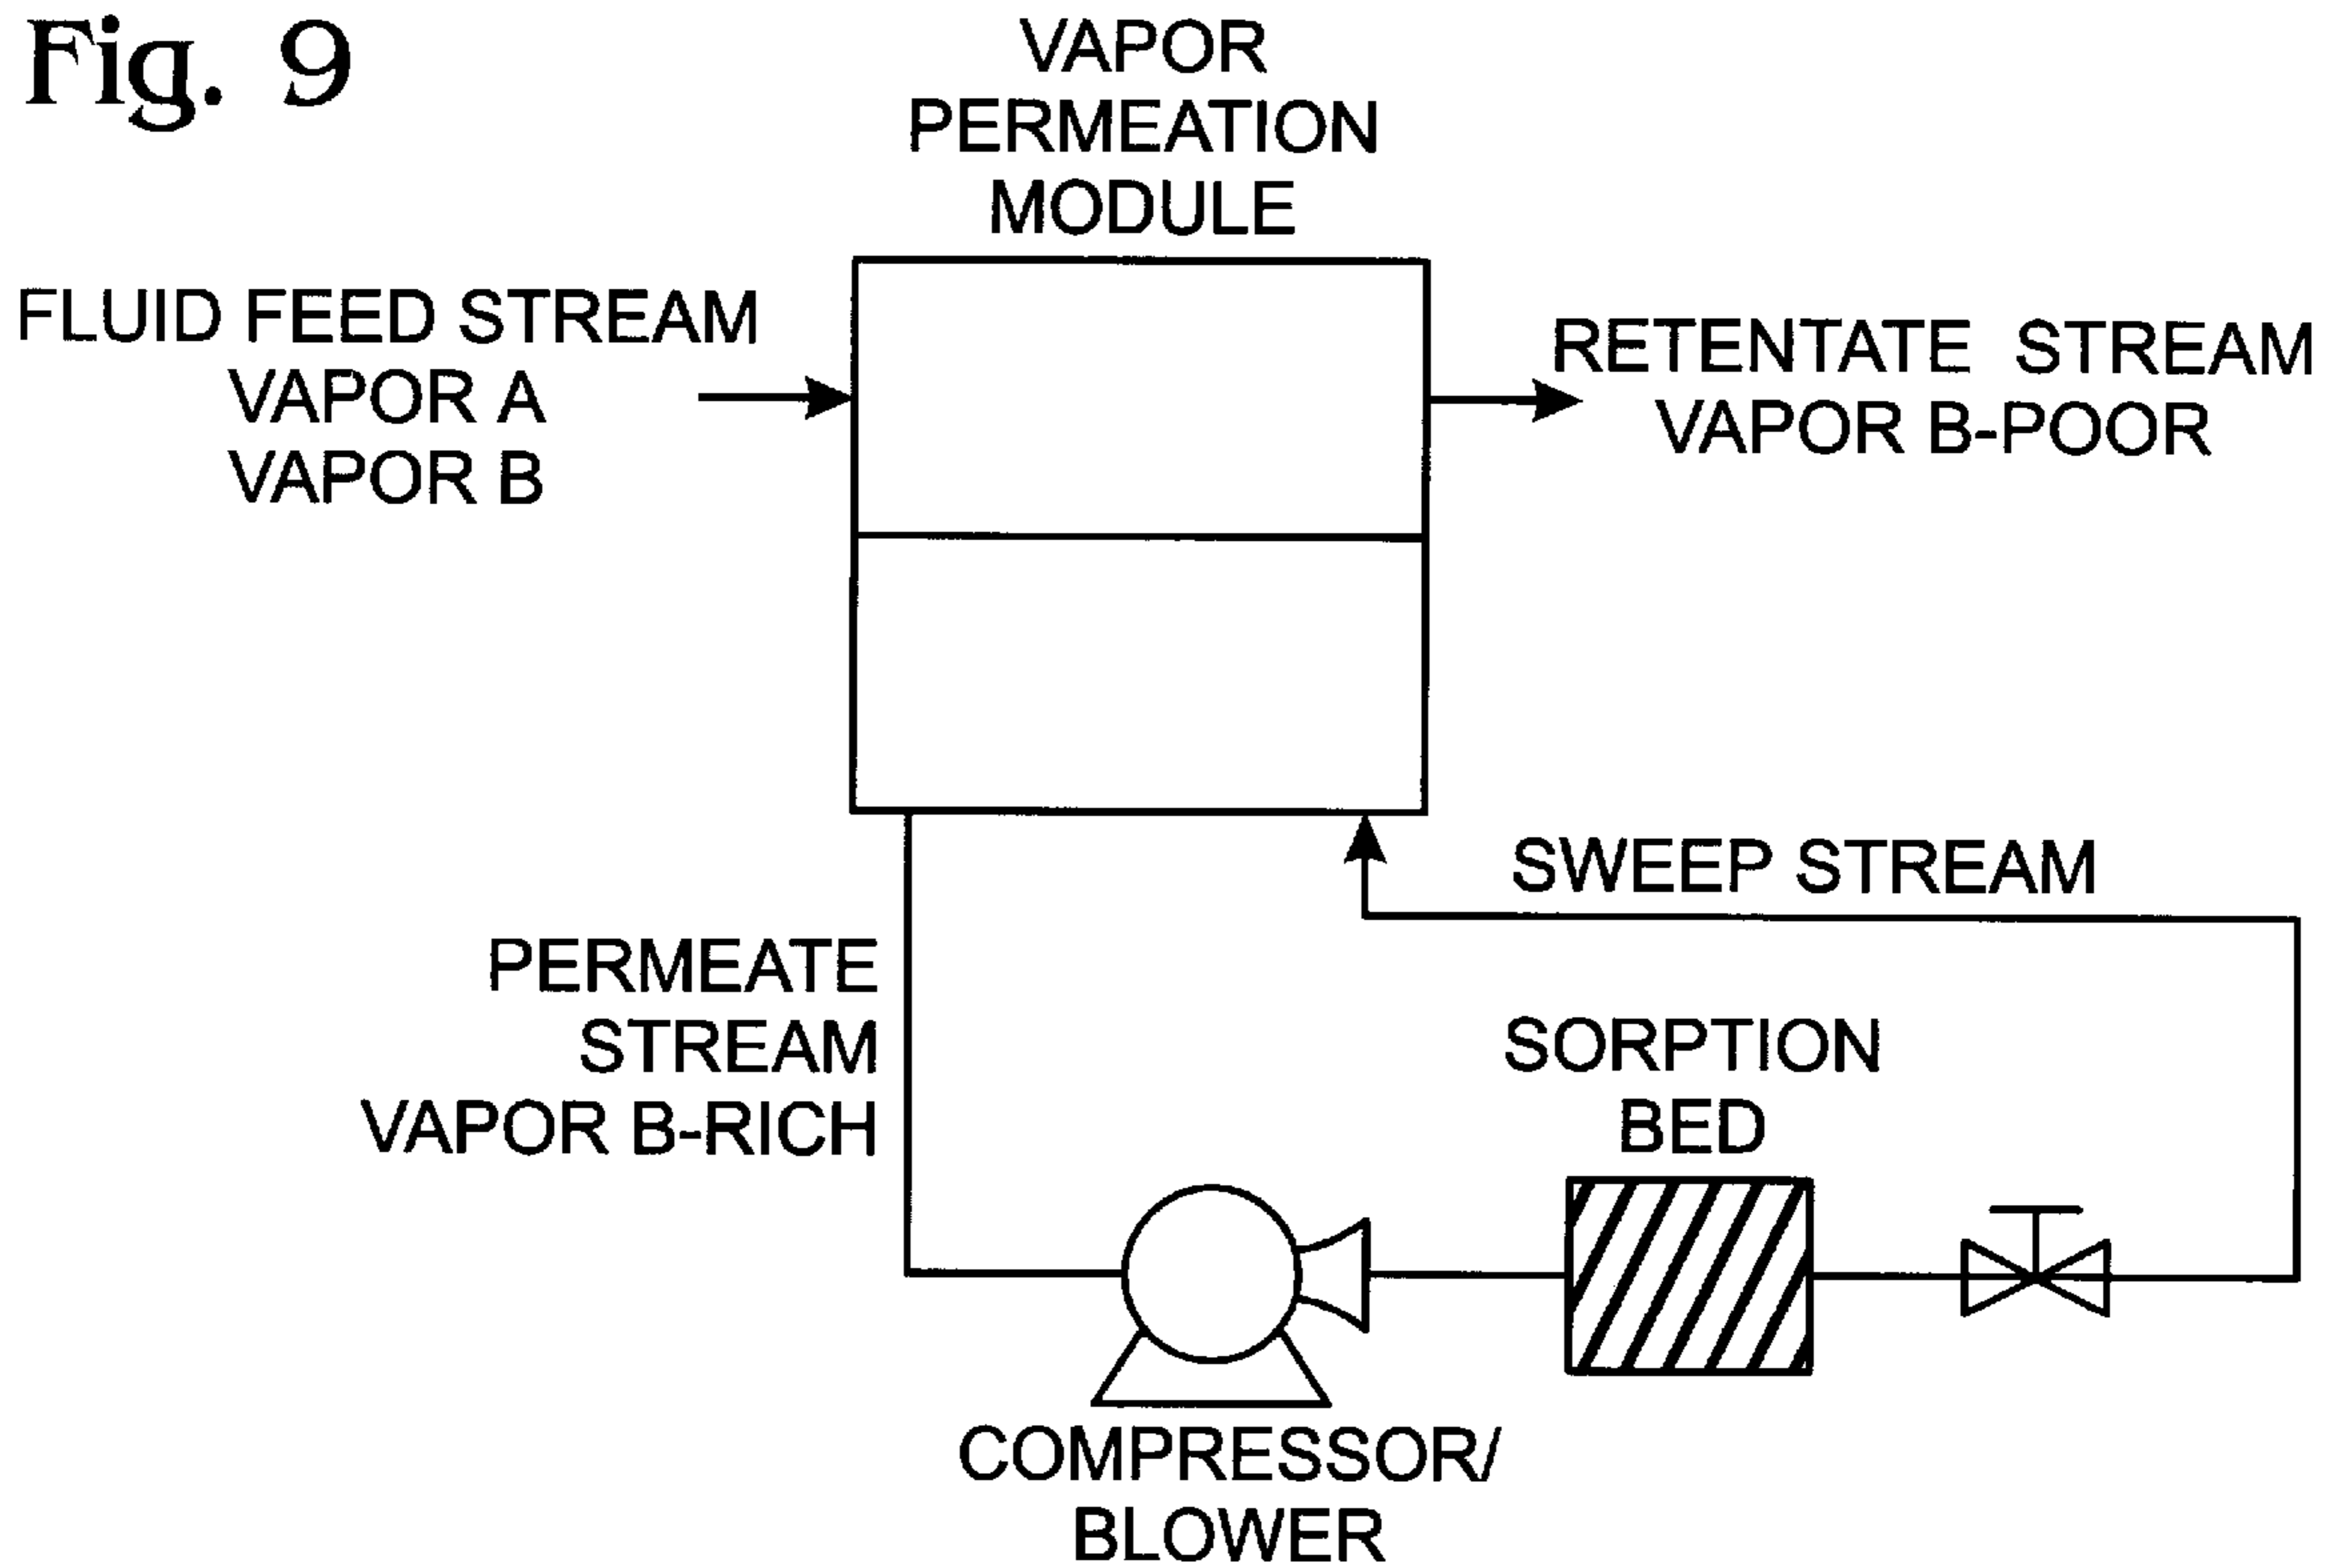 Fig. 9
VAPOR
PERMEATION
MODULE
FLUID FEED STREAM
VAPOR A
VAPOR B
RETENTATE STREAM
VAPOR B-POOR
SWEEP STREAM
PERMEATE
STREAM
VAPOR B-RICH
SORPTION
BED
COMPRESSOR/
BLOWER